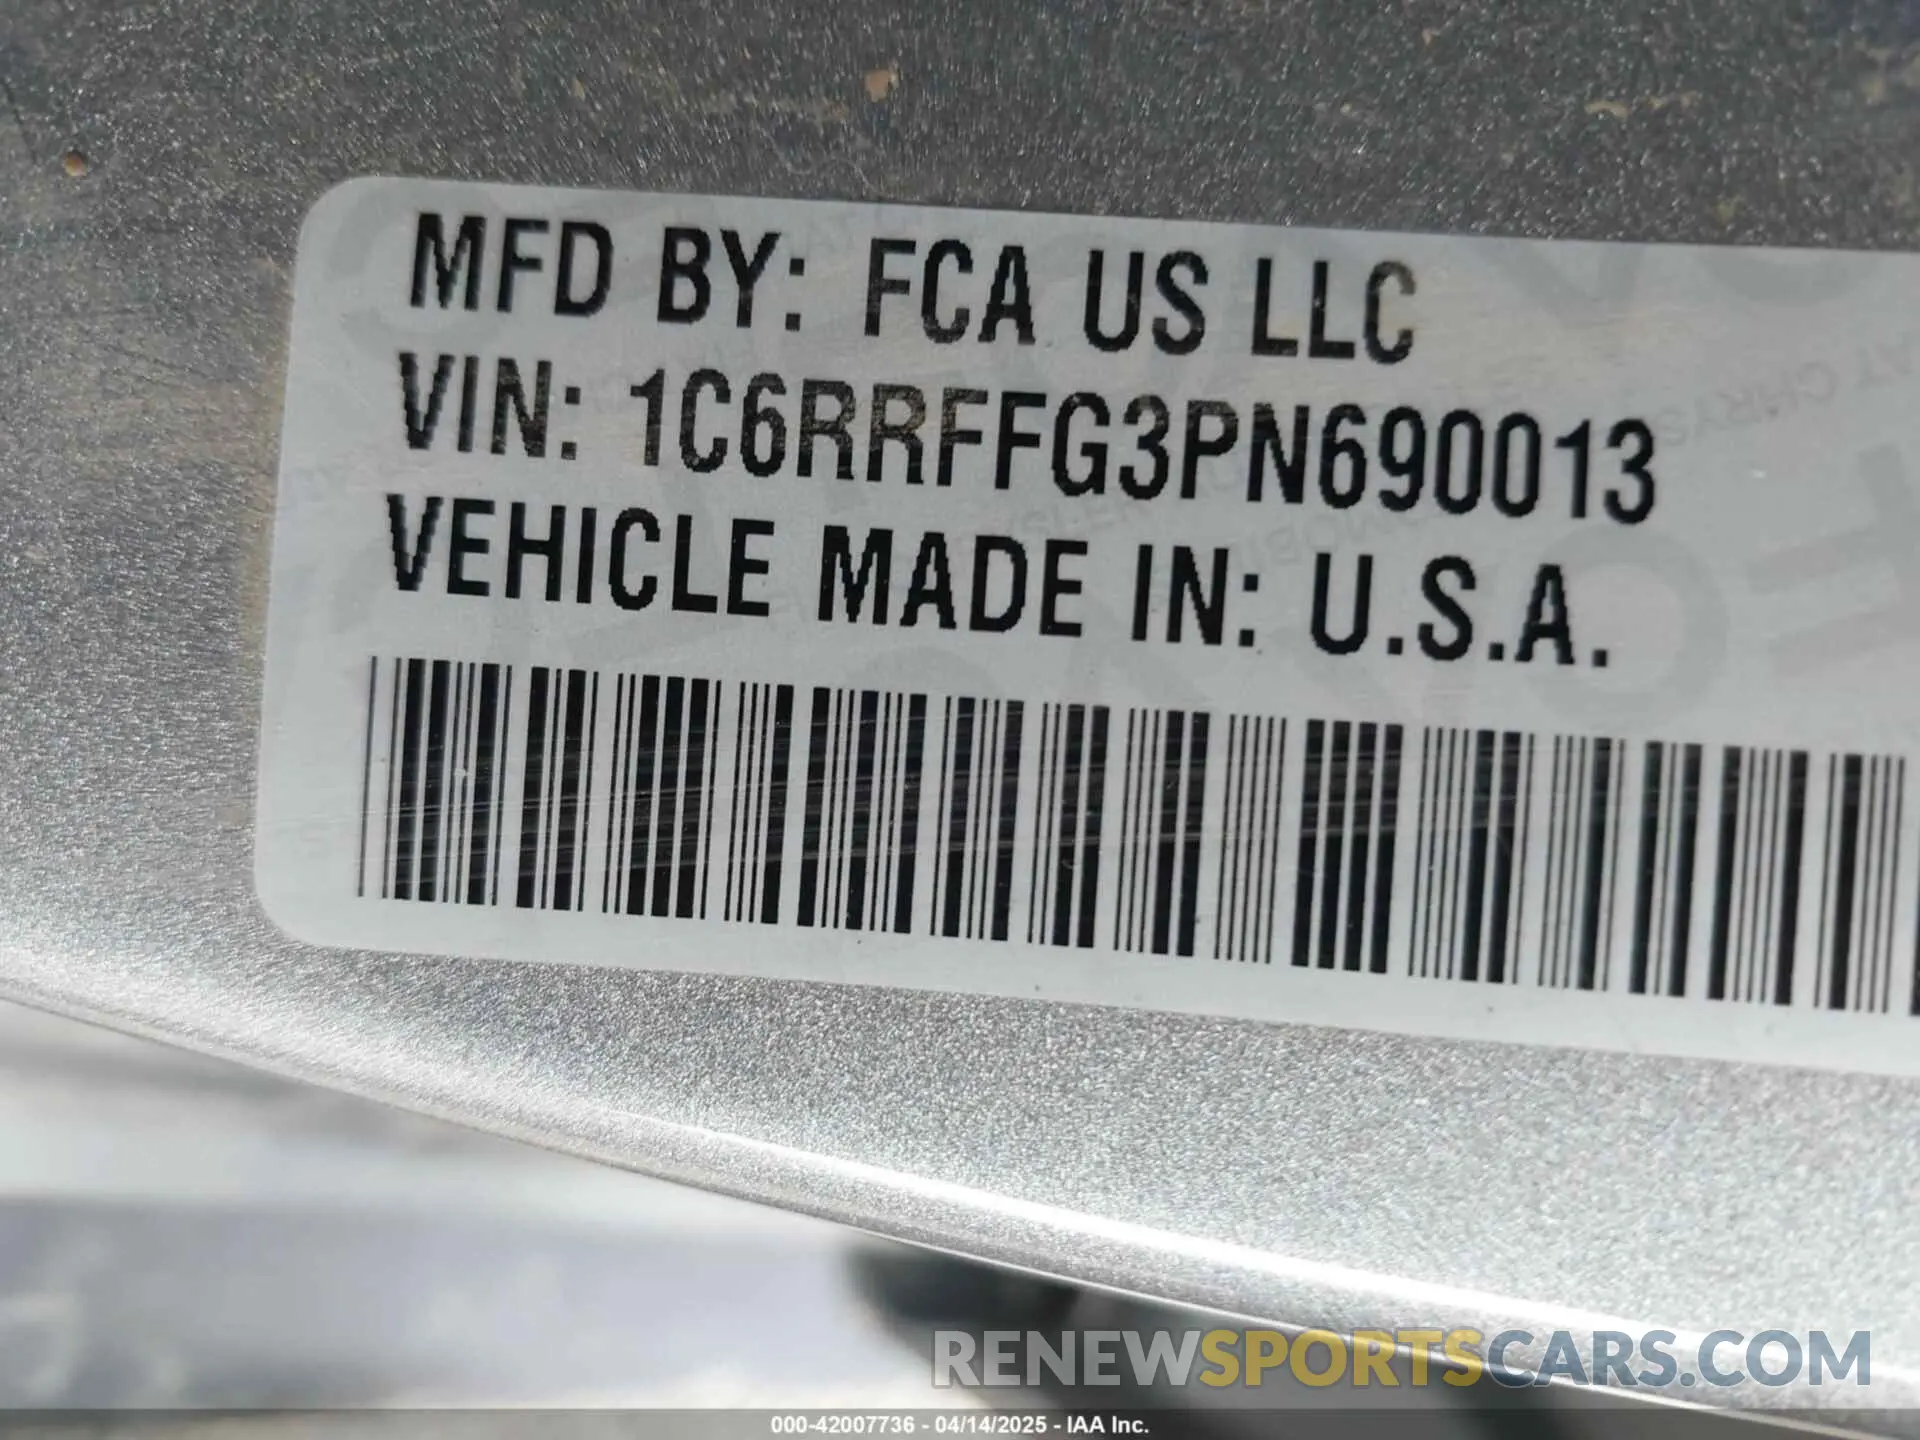 MFD BY: FCA US LLC
VIN: 1C6RRFFG3PN690013
VEHICLE MADE IN: U.S.A.
RENEWSPORTSCARS.COM
000-42007736 - 04/14/2025 - IAA Inc.